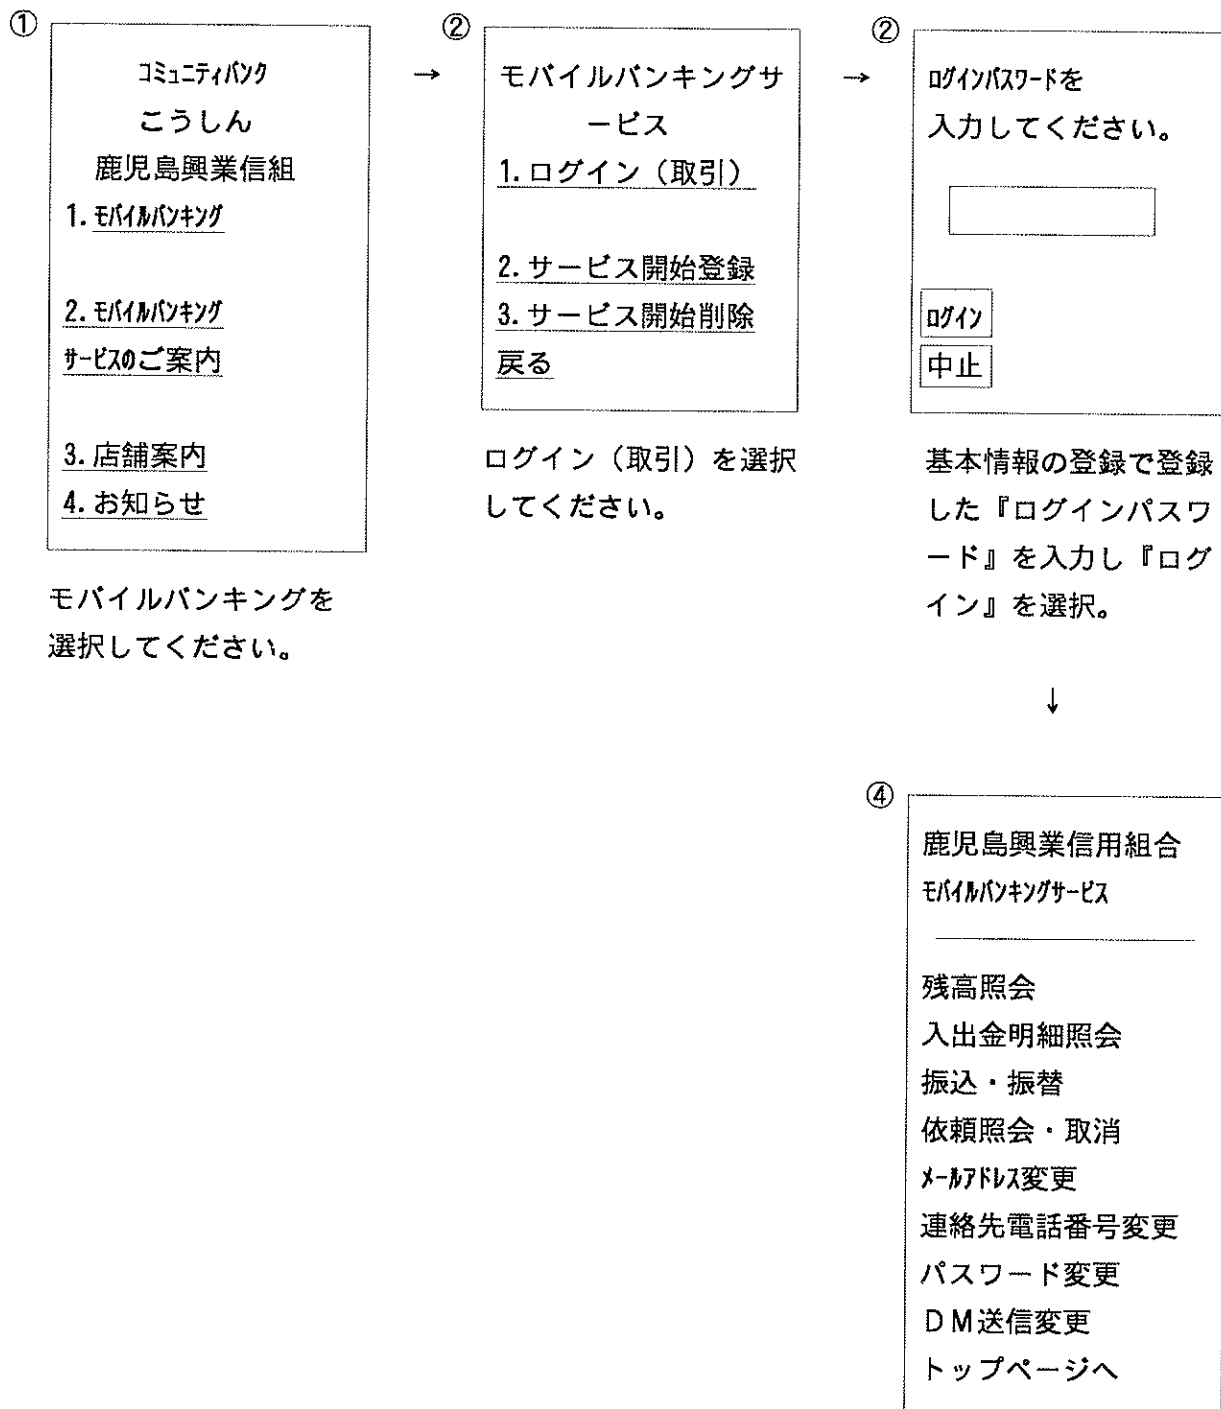 ①
コミュニティバンク
こうしん
鹿児島興業信組
1.モバイルバンキング
2.モバイルバンキング
サービスのご案内
3.店舗案内
4.お知らせ
モバイルバンキングを
選択してください。
→
②
モバイルバンキングサ
ービス
1.ログイン（取引）
2.サービス開始登録
3.サービス開始削除
戻る
ログイン（取引）を選択
してください。
→
②
ログインパスワードを
入力してください。
ログイン
中止
基本情報の登録で登録
した『ログインパスワ
ード』を入力し『ログ
イン』を選択。
↓
④
鹿児島興業信用組合
モバイルバンキングサービス
残高照会
入出金明細照会
振込・振替
依頼照会・取消
メールアドレス変更
連絡先電話番号変更
パスワード変更
ＤＭ送信変更
トップページへ